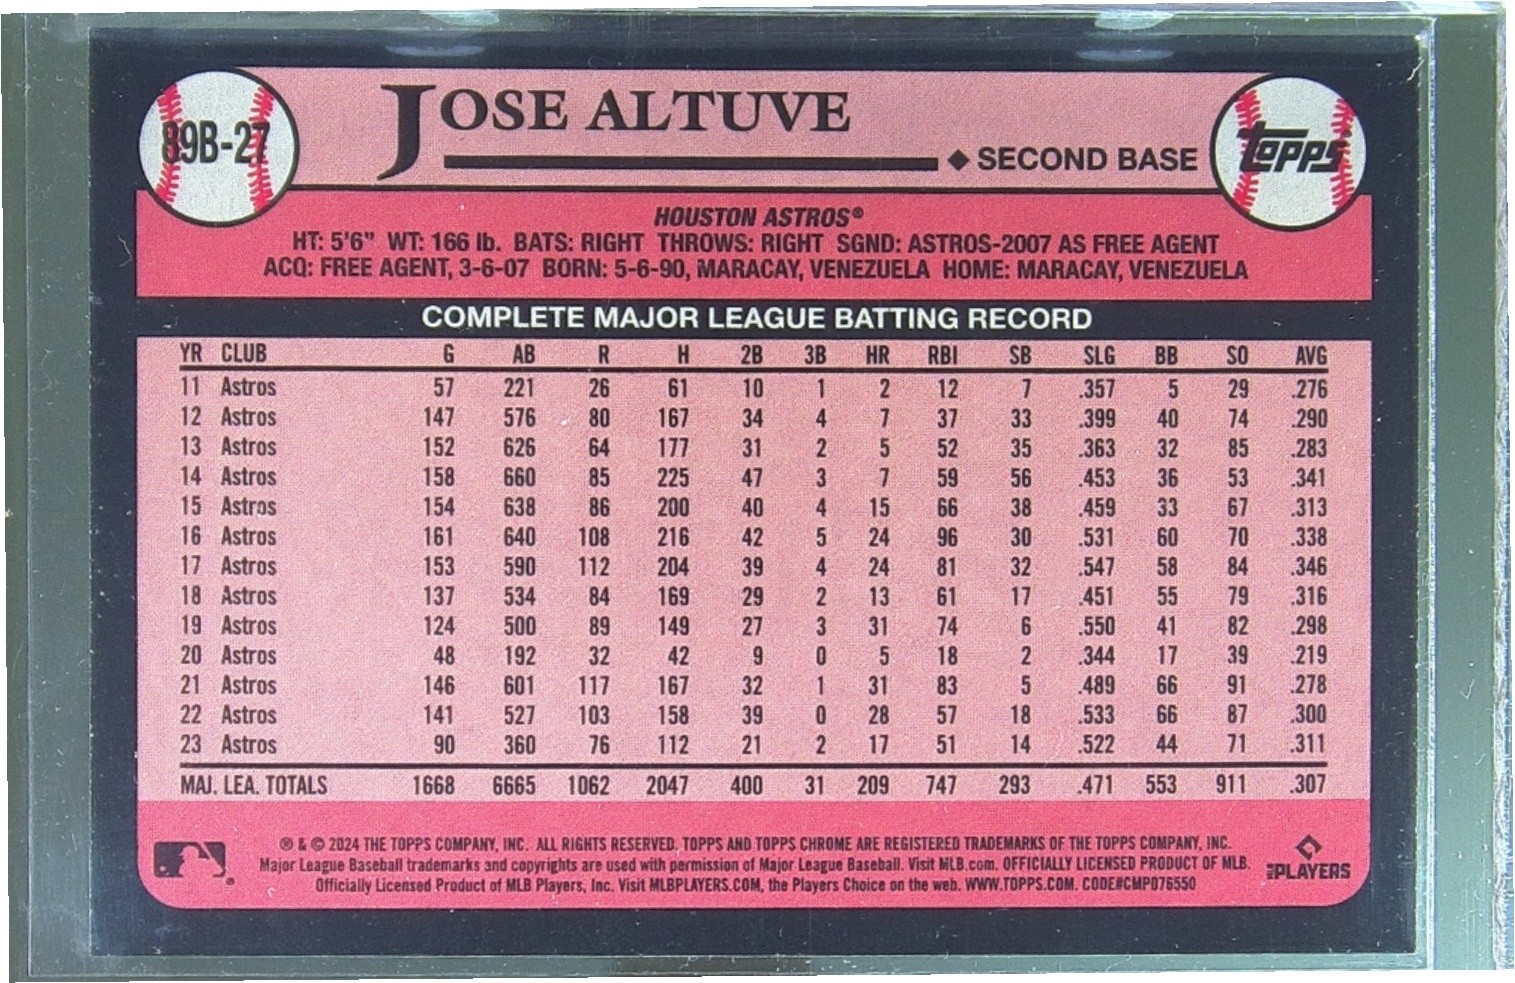 89B-27
JOSE ALTUVE
◆ SECOND BASE
topps
HOUSTON ASTROS®
HT: 5'6" WT: 166 lb. BATS: RIGHT THROWS: RIGHT SGND: ASTROS-2007 AS FREE AGENT
ACQ: FREE AGENT, 3-6-07 BORN: 5-6-90, MARACAY, VENEZUELA HOME: MARACAY, VENEZUELA
COMPLETE MAJOR LEAGUE BATTING RECORD
YR CLUB G AB R H 2B 3B HR RBI SB SLG BB SO AVG
11 Astros 57 221 26 61 10 1 2 12 7 .357 5 29 .276
12 Astros 147 576 80 167 34 4 7 37 33 .399 40 74 .290
13 Astros 152 626 64 177 31 2 5 52 35 .363 32 85 .283
14 Astros 158 660 85 225 47 3 7 59 56 .453 36 53 .341
15 Astros 154 638 86 200 40 4 15 66 38 .459 33 67 .313
16 Astros 161 640 108 216 42 5 24 96 30 .531 60 70 .338
17 Astros 153 590 112 204 39 4 24 81 32 .547 58 84 .346
18 Astros 137 534 84 169 29 2 13 61 17 .451 55 79 .316
19 Astros 124 500 89 149 27 3 31 74 6 .550 41 82 .298
20 Astros 48 192 32 42 9 0 5 18 2 .344 17 39 .219
21 Astros 146 601 117 167 32 1 31 83 5 .489 66 91 .278
22 Astros 141 527 103 158 39 0 28 57 18 .533 66 87 .300
23 Astros 90 360 76 112 21 2 17 51 14 .522 44 71 .311
MAJ. LEA. TOTALS 1668 6665 1062 2047 400 31 209 747 293 .471 553 911 .307
® & © 2024 THE TOPPS COMPANY, INC. ALL RIGHTS RESERVED. TOPPS AND TOPPS CHROME ARE REGISTERED TRADEMARKS OF THE TOPPS COMPANY, INC.
Major League Baseball trademarks and copyrights are used with permission of Major League Baseball. Visit MLB.com. OFFICIALLY LICENSED PRODUCT OF MLB.
Officially Licensed Product of MLB Players, Inc. Visit MLBPLAYERS.COM, the Players Choice on the web. WWW.TOPPS.COM. CODE#CMP076550
MLB PLAYERS